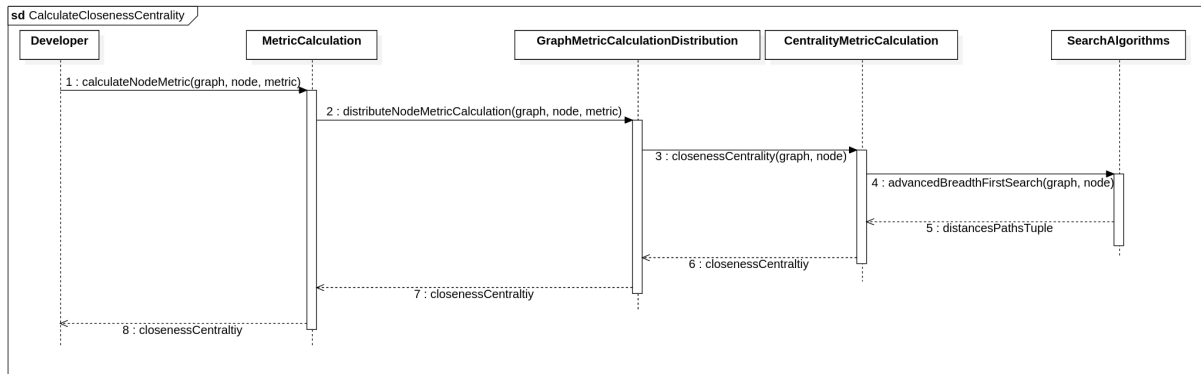 sd CalculateClosenessCentrality
Developer
MetricCalculation
GraphMetricCalculationDistribution
CentralityMetricCalculation
SearchAlgorithms
1 : calculateNodeMetric(graph, node, metric)
2 : distributeNodeMetricCalculation(graph, node, metric)
3 : closenessCentrality(graph, node)
4 : advancedBreadthFirstSearch(graph, node)
5 : distancesPathsTuple
6 : closenessCentraltiy
7 : closenessCentraltiy
8 : closenessCentraltiy